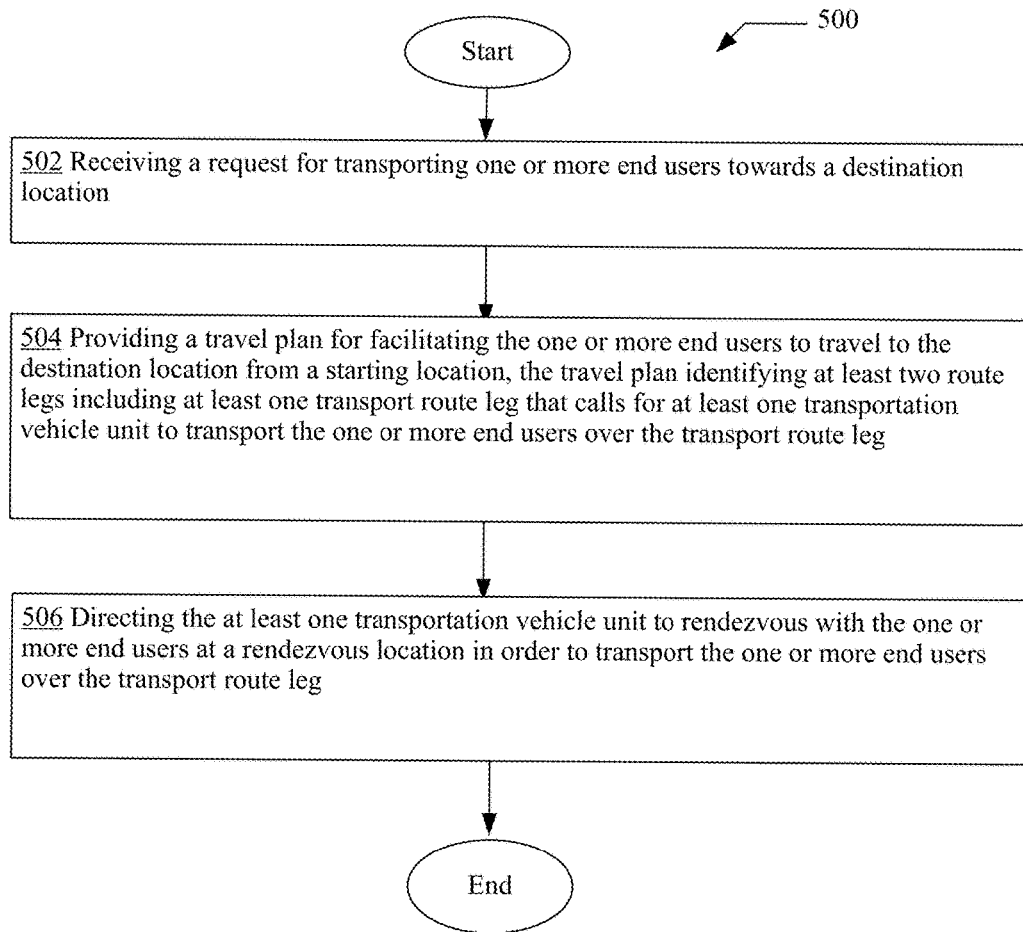 500
Start
502 Receiving a request for transporting one or more end users towards a destination
location
504 Providing a travel plan for facilitating the one or more end users to travel to the
destination location from a starting location, the travel plan identifying at least two route
legs including at least one transport route leg that calls for at least one transportation
vehicle unit to transport the one or more end users over the transport route leg
506 Directing the at least one transportation vehicle unit to rendezvous with the one or
more end users at a rendezvous location in order to transport the one or more end users
over the transport route leg
End